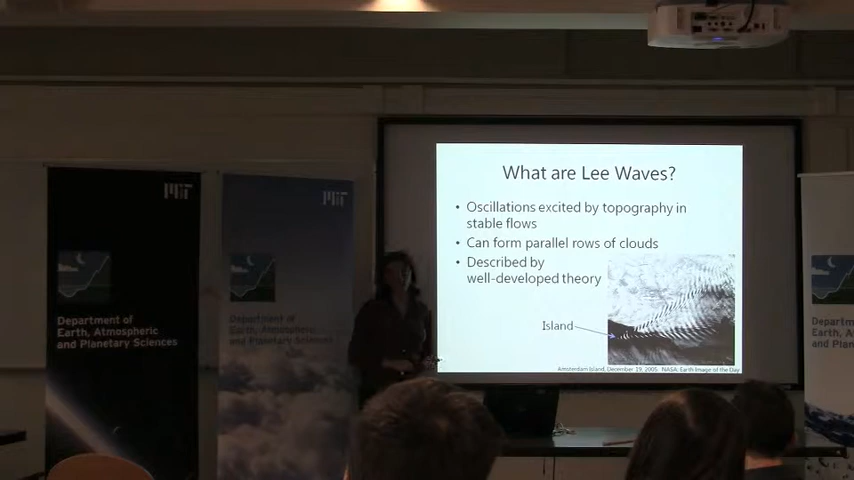 What are Lee Waves?
• Oscillations excited by topography in
stable flows
• Can form parallel rows of clouds
• Described by
well-developed theory
Island
Amsterdam Island, December 19, 2005. NASA: Earth Image of the Day
MIT
Department of
Earth, Atmospheric
and Planetary Sciences
MIT
Department of
Earth, Atmospheric
and Planetary Sciences
Department
Earth, Atm
and Planet